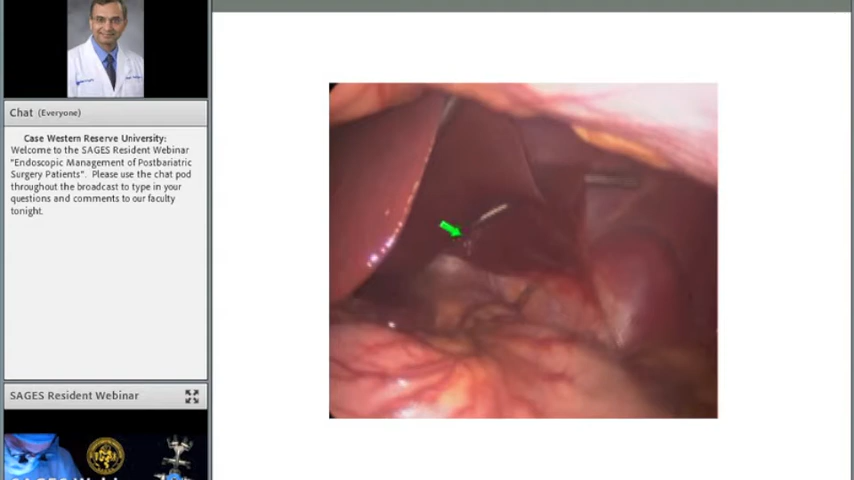 Chat (Everyone)
Case Western Reserve University:
Welcome to the SAGES Resident Webinar
"Endoscopic Management of Postbariatric
Surgery Patients". Please use the chat pod
throughout the broadcast to type in your
questions and comments to our faculty
tonight.
SAGES Resident Webinar